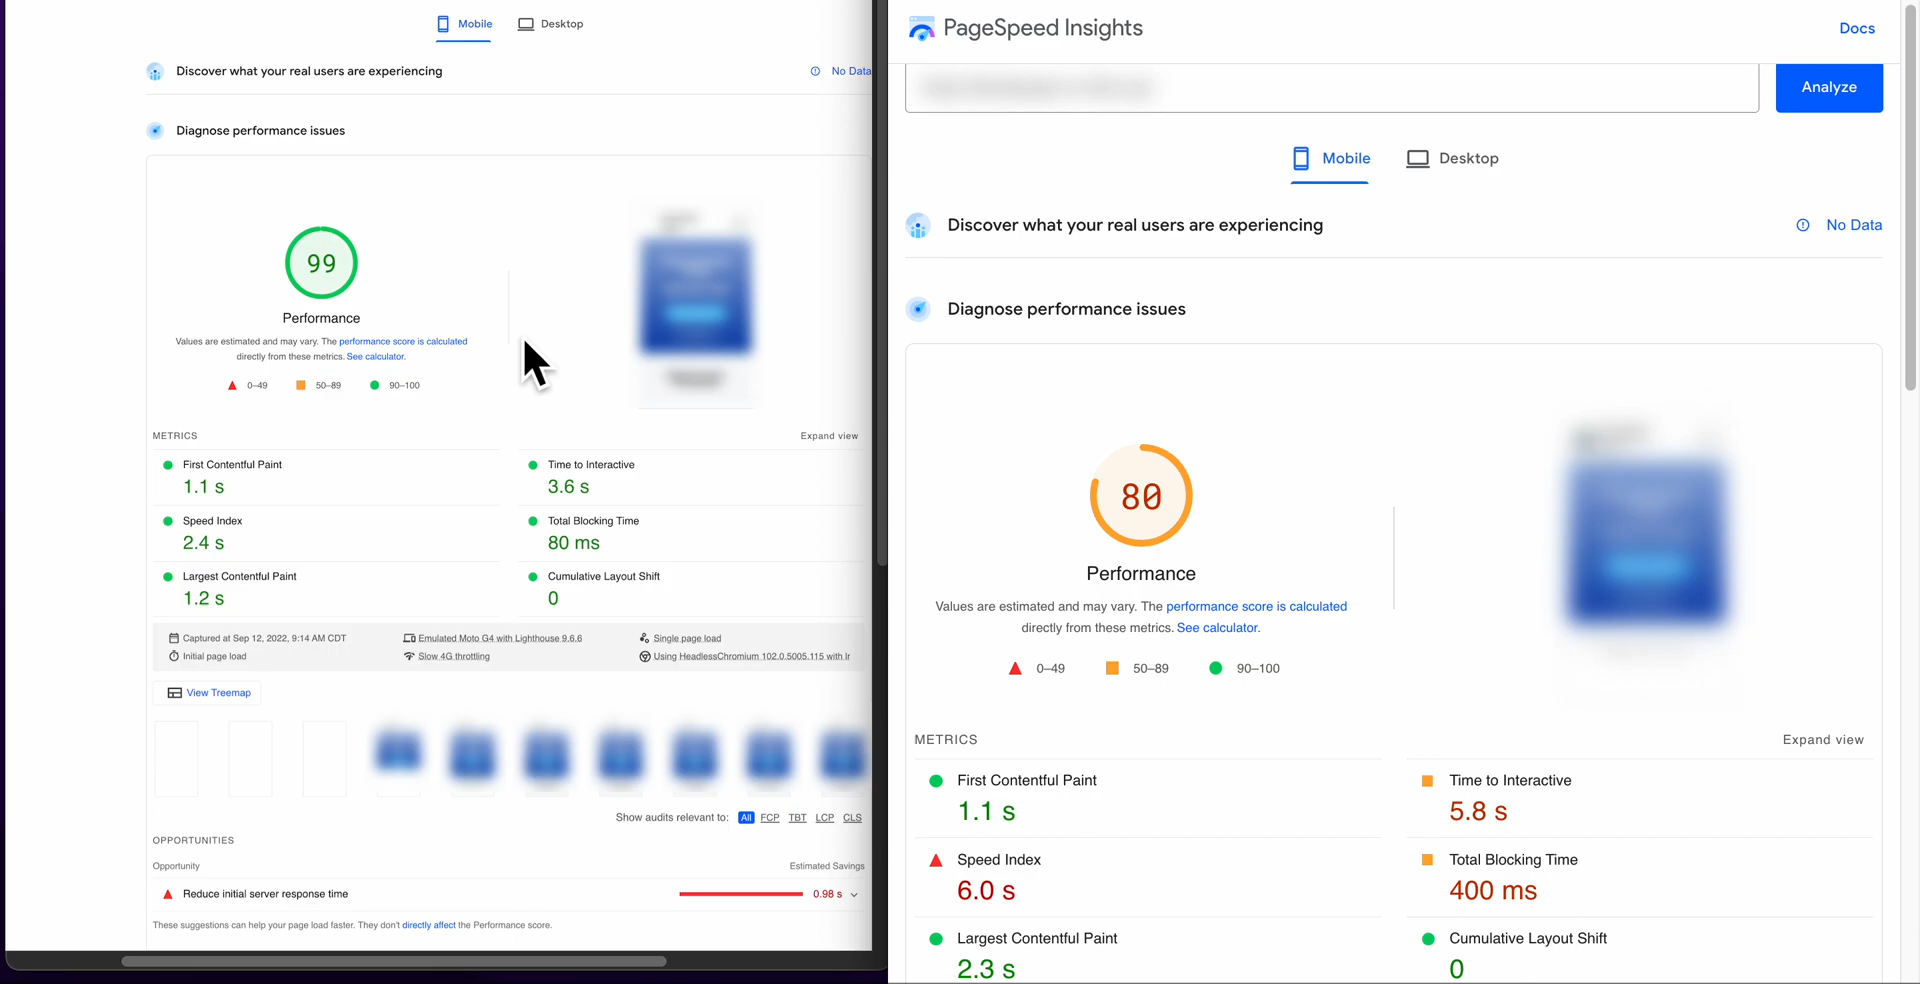 Mobile
Desktop
Discover what your real users are experiencing
No Data
Diagnose performance issues
99
Performance
Values are estimated and may vary. The performance score is calculated
directly from these metrics. See calculator.
0–49
50–89
90–100
METRICS
Expand view
First Contentful Paint
1.1 s
Time to Interactive
3.6 s
Speed Index
2.4 s
Total Blocking Time
80 ms
Largest Contentful Paint
1.2 s
Cumulative Layout Shift
0
Captured at Sep 12, 2022, 9:14 AM CDT
Emulated Moto G4 with Lighthouse 9.6.6
Single page load
Initial page load
Slow 4G throttling
Using HeadlessChromium 102.0.5005.115 with lr
View Treemap
Show audits relevant to: All FCP TBT LCP CLS
OPPORTUNITIES
Opportunity
Estimated Savings
Reduce initial server response time
0.98 s
These suggestions can help your page load faster. They don't directly affect the Performance score.
PageSpeed Insights
Docs
Analyze
Mobile
Desktop
Discover what your real users are experiencing
No Data
Diagnose performance issues
80
Performance
Values are estimated and may vary. The performance score is calculated
directly from these metrics. See calculator.
0–49
50–89
90–100
METRICS
Expand view
First Contentful Paint
1.1 s
Time to Interactive
5.8 s
Speed Index
6.0 s
Total Blocking Time
400 ms
Largest Contentful Paint
2.3 s
Cumulative Layout Shift
0